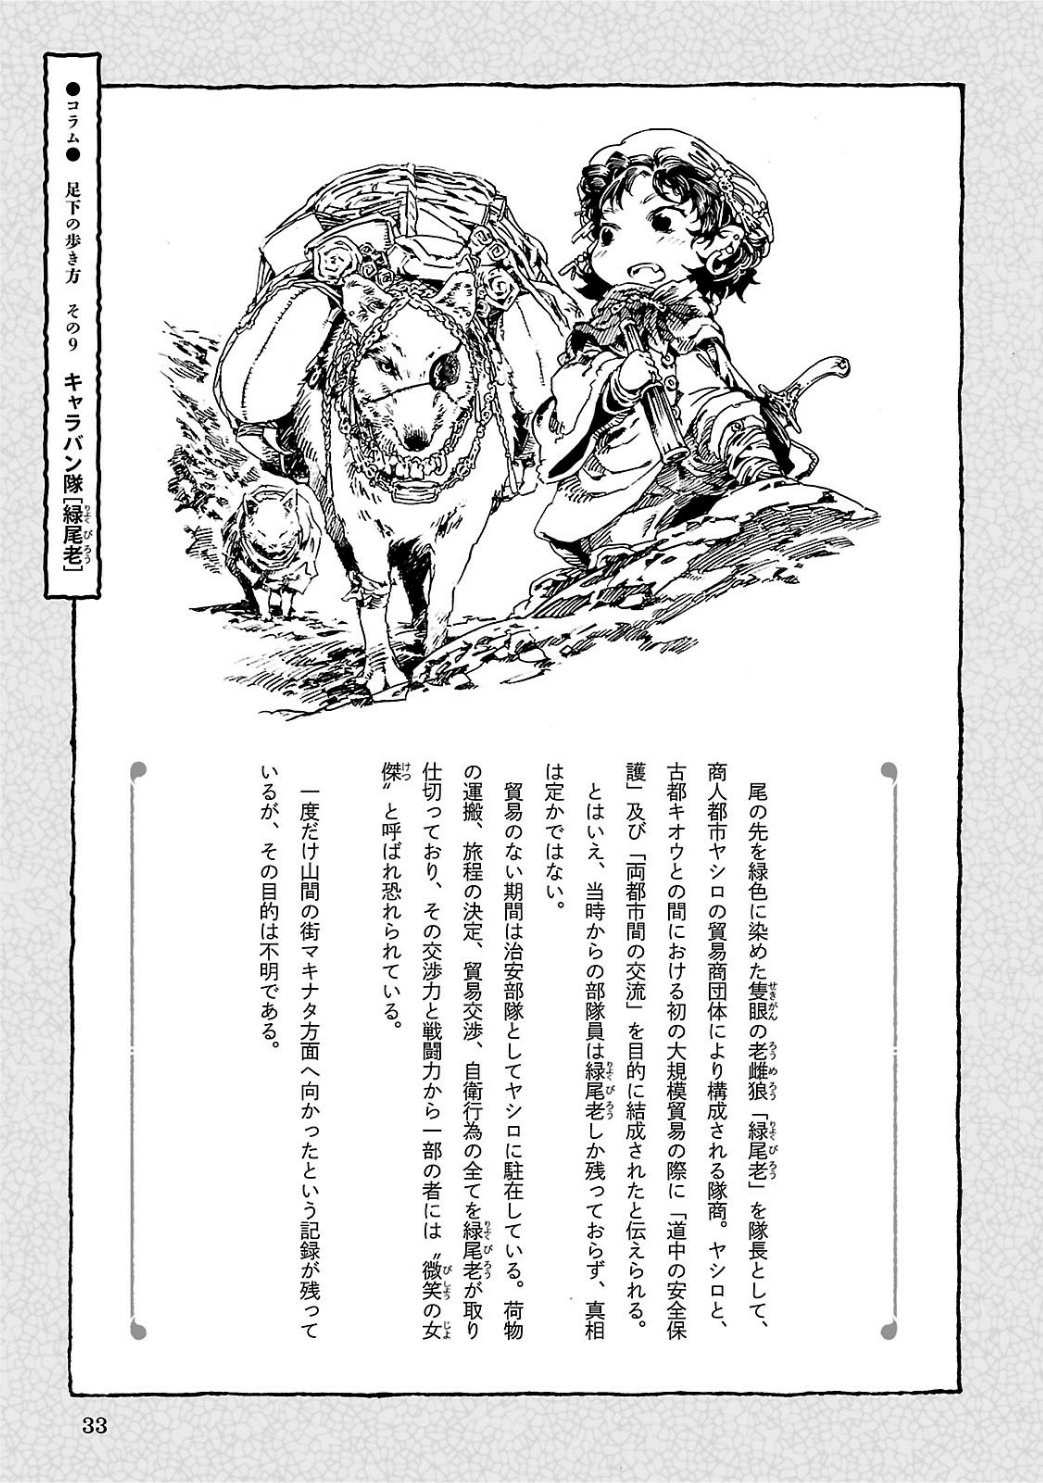 ●コラム● 足下の歩き方 その9 キャラバン隊［緑尾老］
尾の先を緑色に染めた隻眼の老雌狼「緑尾老」を隊長として、
商人都市ヤシロの貿易商団体により構成される隊商。ヤシロと、
古都キオウとの間における初の大規模貿易の際に「道中の安全保
護」及び「両都市間の交流」を目的に結成されたと伝えられる。
とはいえ、当時からの部隊員は緑尾老しか残っておらず、真相
は定かではない。
貿易のない期間は治安部隊としてヤシロに駐在している。荷物
の運搬、旅程の決定、貿易交渉、自衛行為の全てを緑尾老が取り
仕切っており、その交渉力と戦闘力から一部の者には〝微笑の女
傑〟と呼ばれ恐れられている。
一度だけ山間の街マキナタ方面へ向かったという記録が残って
いるが、その目的は不明である。
33